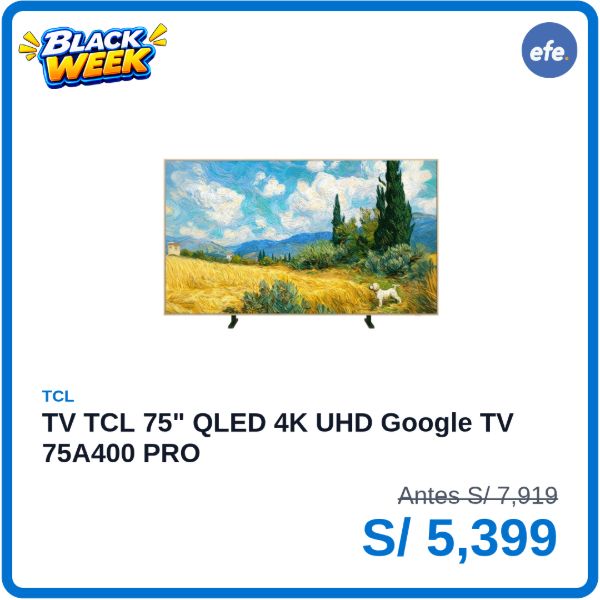 BLACK
WEEK
efe.
TCL
TV TCL 75" QLED 4K UHD Google TV
75A400 PRO
Antes S/ 7,919
S/ 5,399